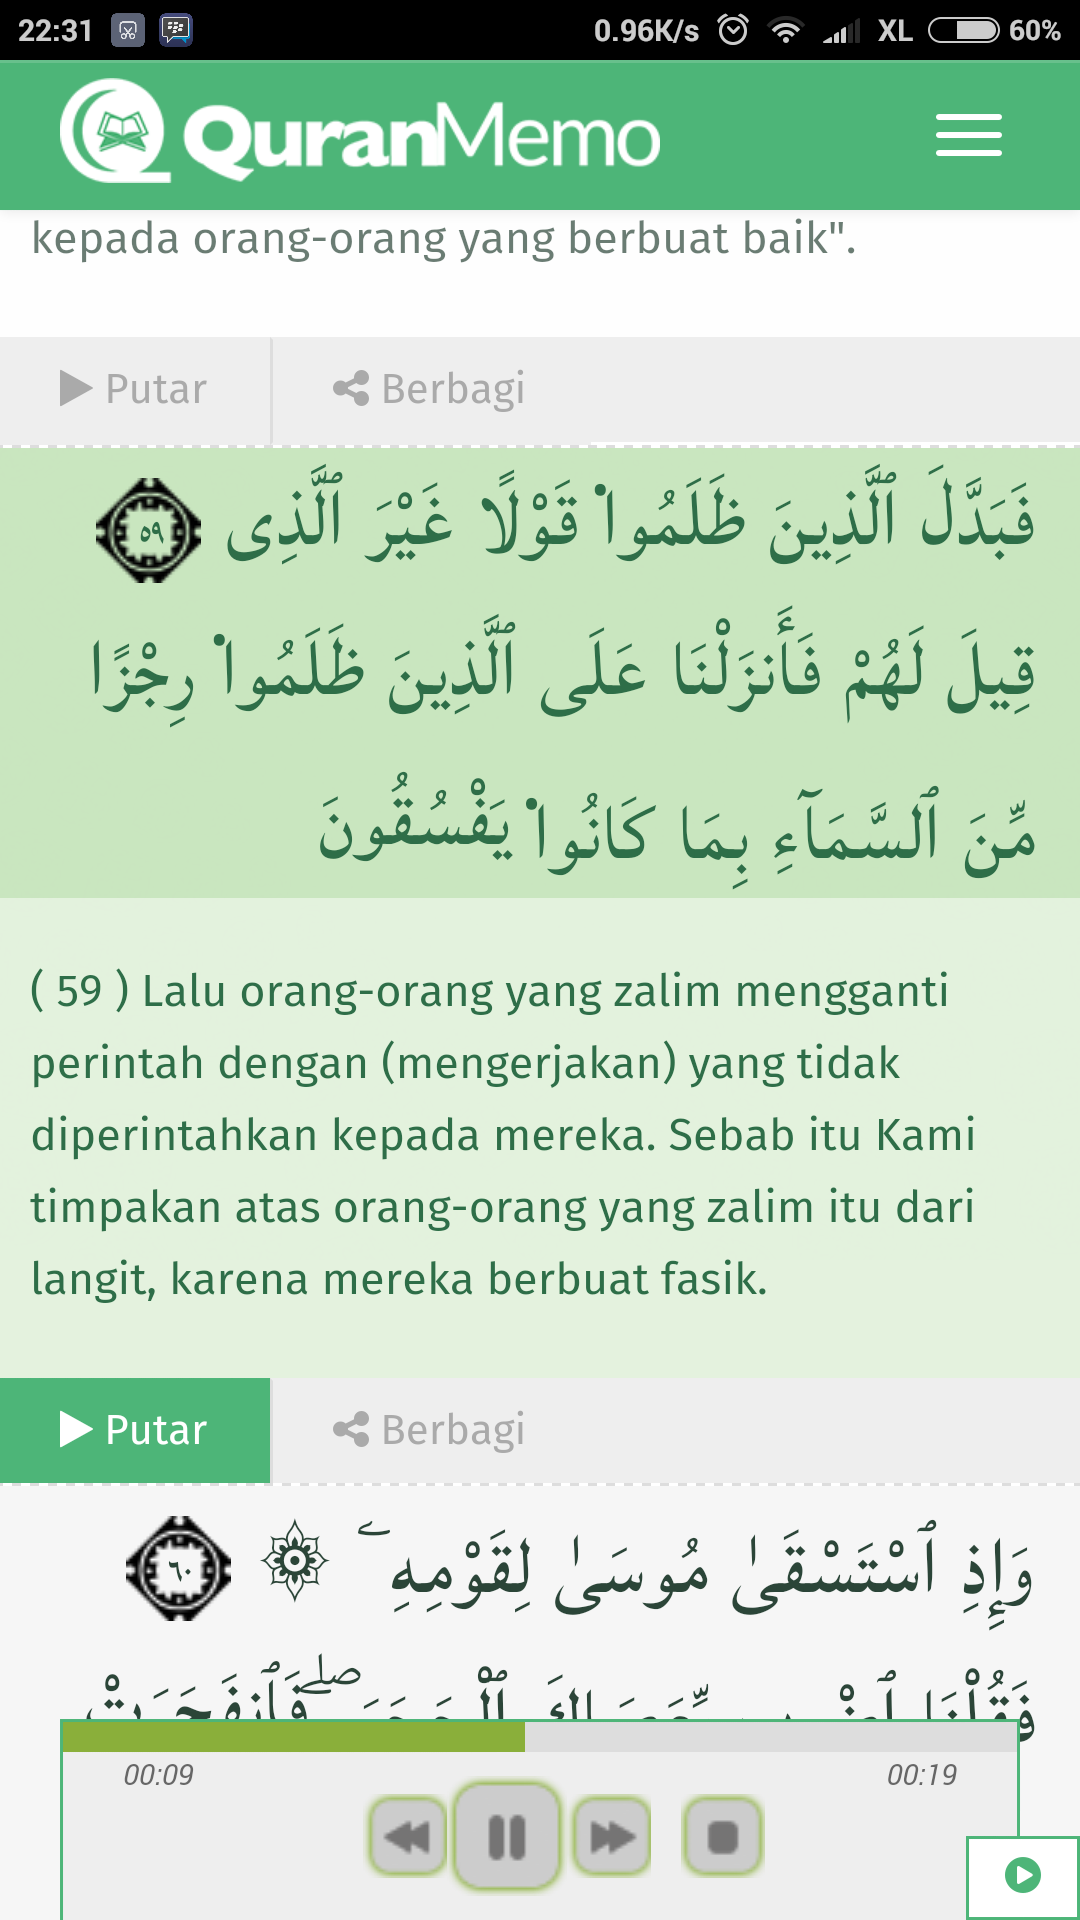 22:31 0.96K/s XL 60%
QuranMemo
kepada orang-orang yang berbuat baik".
Putar Berbagi
فَبَدَّلَ ٱلَّذِينَ ظَلَمُوا۟ قَوْلًا غَيْرَ ٱلَّذِى ٥٩
قِيلَ لَهُمْ فَأَنزَلْنَا عَلَى ٱلَّذِينَ ظَلَمُوا۟ رِجْزًا
مِّنَ ٱلسَّمَآءِ بِمَا كَانُوا۟ يَفْسُقُونَ
( 59 ) Lalu orang-orang yang zalim mengganti
perintah dengan (mengerjakan) yang tidak
diperintahkan kepada mereka. Sebab itu Kami
timpakan atas orang-orang yang zalim itu dari
langit, karena mereka berbuat fasik.
Putar Berbagi
وَإِذِ ٱسْتَسْقَىٰ مُوسَىٰ لِقَوْمِهِۦ ۞ ٦٠
00:09 00:19